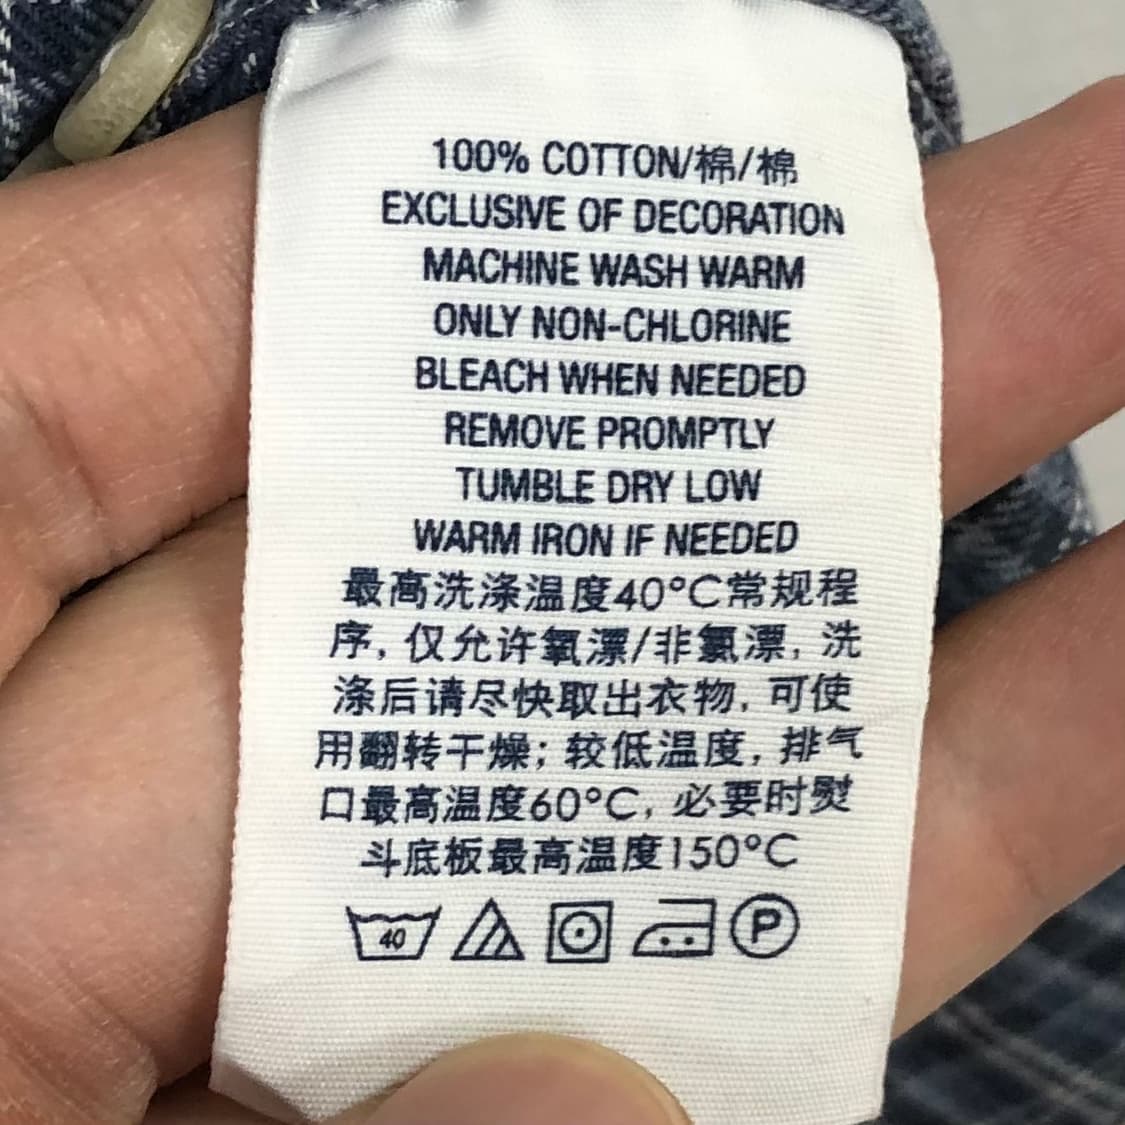 100% COTTON/棉/棉
EXCLUSIVE OF DECORATION
MACHINE WASH WARM
ONLY NON-CHLORINE
BLEACH WHEN NEEDED
REMOVE PROMPTLY
TUMBLE DRY LOW
WARM IRON IF NEEDED
最高洗涤温度40°C常规程
序, 仅允许氧漂/非氯漂, 洗
涤后请尽快取出衣物, 可使
用翻转干燥; 较低温度, 排气
口最高温度60°C, 必要时熨
斗底板最高温度150°C
40 P